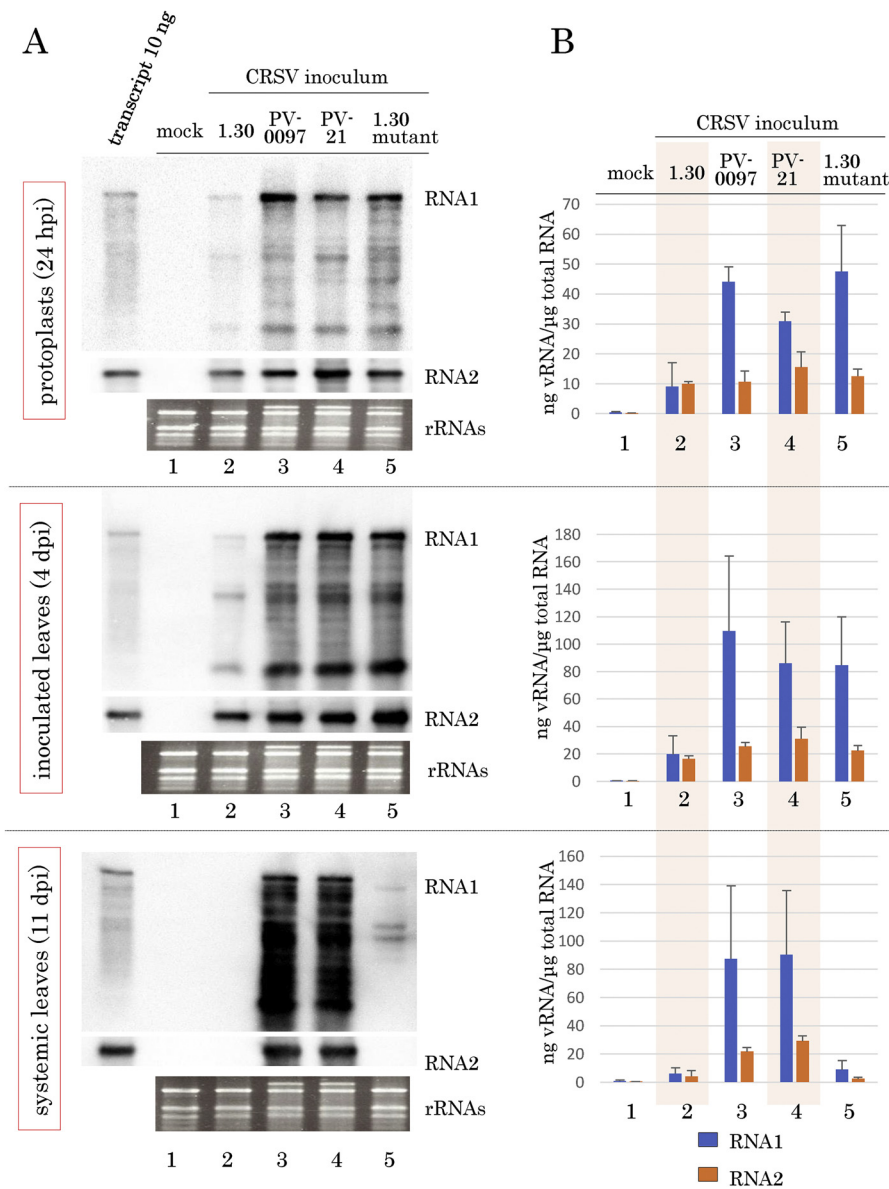 A
B
transcript 10 ng
CRSV inoculum
mock 1.30 PV-0097 PV-21 1.30 mutant
RNA1
protoplasts (24 hpi)
RNA2
rRNAs
1 2 3 4 5
CRSV inoculum
mock 1.30 PV-0097 PV-21 1.30 mutant
ng vRNA/µg total RNA
70
60
50
40
30
20
10
0
1 2 3 4 5
inoculated leaves (4 dpi)
RNA1
RNA2
rRNAs
1 2 3 4 5
ng vRNA/µg total RNA
180
160
140
120
100
80
60
40
20
0
1 2 3 4 5
systemic leaves (11 dpi)
RNA1
RNA2
rRNAs
1 2 3 4 5
ng vRNA/µg total RNA
160
140
120
100
80
60
40
20
0
1 2 3 4 5
RNA1
RNA2